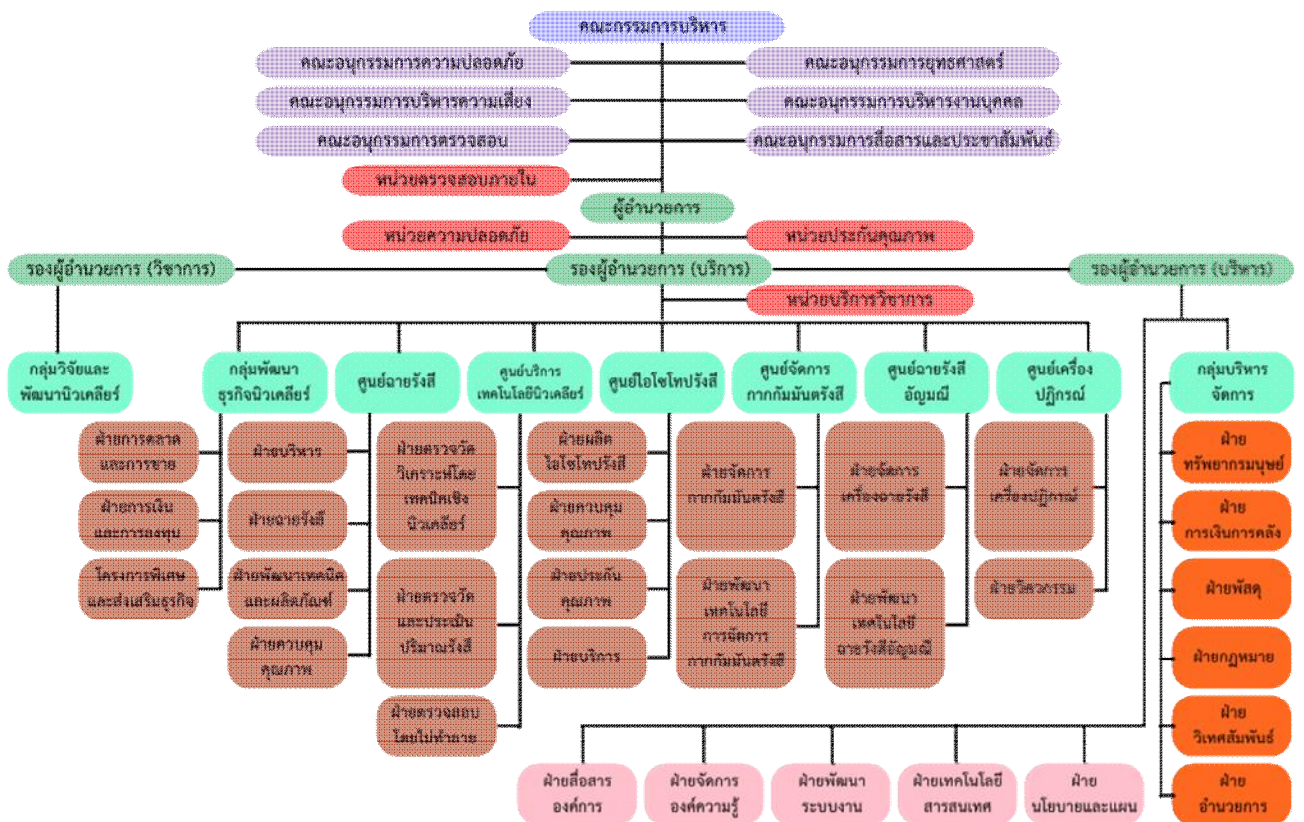 คณะกรรมการบริหาร
คณะอนุกรรมการความปลอดภัย
คณะอนุกรรมการยุทธศาสตร์
คณะอนุกรรมการบริหารความเสี่ยง
คณะอนุกรรมการบริหารงานบุคคล
คณะอนุกรรมการตรวจสอบ
คณะอนุกรรมการสื่อสารและประชาสัมพันธ์
หน่วยตรวจสอบภายใน
ผู้อำนวยการ
หน่วยความปลอดภัย
หน่วยประกันคุณภาพ
รองผู้อำนวยการ (วิชาการ)
รองผู้อำนวยการ (บริการ)
รองผู้อำนวยการ (บริหาร)
หน่วยบริการวิชาการ
กลุ่มวิจัยและ
พัฒนานิวเคลียร์
กลุ่มพัฒนา
ธุรกิจนิวเคลียร์
ศูนย์ฉายรังสี
ศูนย์บริการ
เทคโนโลยีนิวเคลียร์
ศูนย์ไอโซโทปรังสี
ศูนย์จัดการ
กากกัมมันตรังสี
ศูนย์ฉายรังสี
อัญมณี
ศูนย์เครื่อง
ปฏิกรณ์
กลุ่มบริหาร
จัดการ
ฝ่ายการตลาด
และการขาย
ฝ่ายการเงิน
และการลงทุน
โครงการพิเศษ
และส่งเสริมธุรกิจ
ฝ่ายบริหาร
ฝ่ายฉายรังสี
ฝ่ายพัฒนาเทคนิค
และผลิตภัณฑ์
ฝ่ายควบคุม
คุณภาพ
ฝ่ายตรวจวัด
วิเคราะห์โดย
เทคนิคเชิง
นิวเคลียร์
ฝ่ายตรวจวัด
และประเมิน
ปริมาณรังสี
ฝ่ายตรวจสอบ
โดยไม่ทำลาย
ฝ่ายผลิต
ไอโซโทปรังสี
ฝ่ายควบคุม
คุณภาพ
ฝ่ายประกัน
คุณภาพ
ฝ่ายบริการ
ฝ่ายจัดการ
กากกัมมันตรังสี
ฝ่ายพัฒนา
เทคโนโลยี
การจัดการ
กากกัมมันตรังสี
ฝ่ายจัดการ
เครื่องฉายรังสี
ฝ่ายพัฒนา
เทคโนโลยี
ฉายรังสีอัญมณี
ฝ่ายจัดการ
เครื่องปฏิกรณ์
ฝ่ายวิศวกรรม
ฝ่าย
ทรัพยากรมนุษย์
ฝ่าย
การเงินการคลัง
ฝ่ายพัสดุ
ฝ่ายกฎหมาย
ฝ่าย
วิเทศสัมพันธ์
ฝ่าย
อำนวยการ
ฝ่ายสื่อสาร
องค์การ
ฝ่ายจัดการ
องค์ความรู้
ฝ่ายพัฒนา
ระบบงาน
ฝ่ายเทคโนโลยี
สารสนเทศ
ฝ่าย
นโยบายและแผน